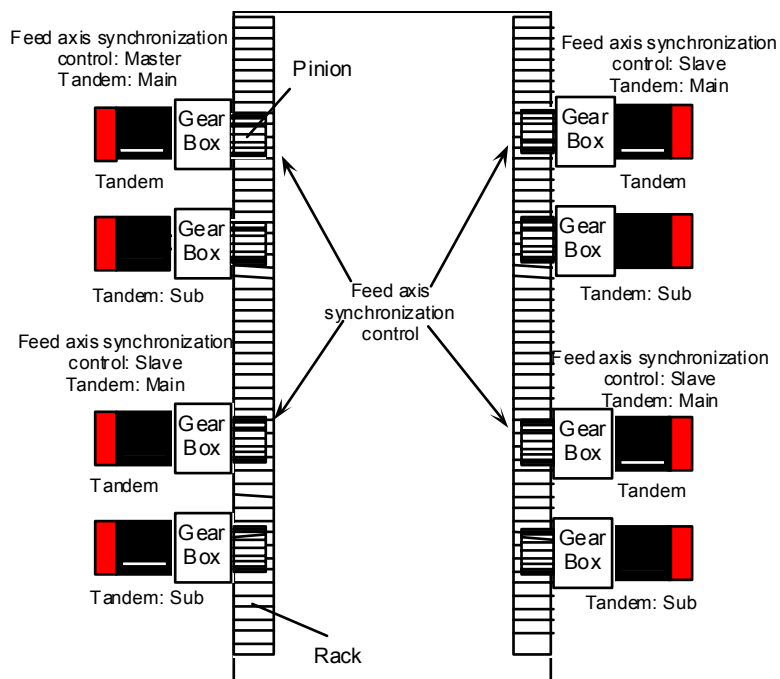 Feed axis synchronization
control: Master
Tandem: Main
Pinion
Feed axis synchronization
control: Slave
Tandem: Main
Gear
Box
Gear
Box
Tandem
Tandem
Gear
Box
Gear
Box
Tandem: Sub
Tandem: Sub
Feed axis
synchronization
control
Feed axis synchronization
control: Slave
Tandem: Main
Feed axis synchronization
control: Slave
Tandem: Main
Gear
Box
Gear
Box
Tandem
Tandem
Gear
Box
Gear
Box
Tandem: Sub
Tandem: Sub
Rack